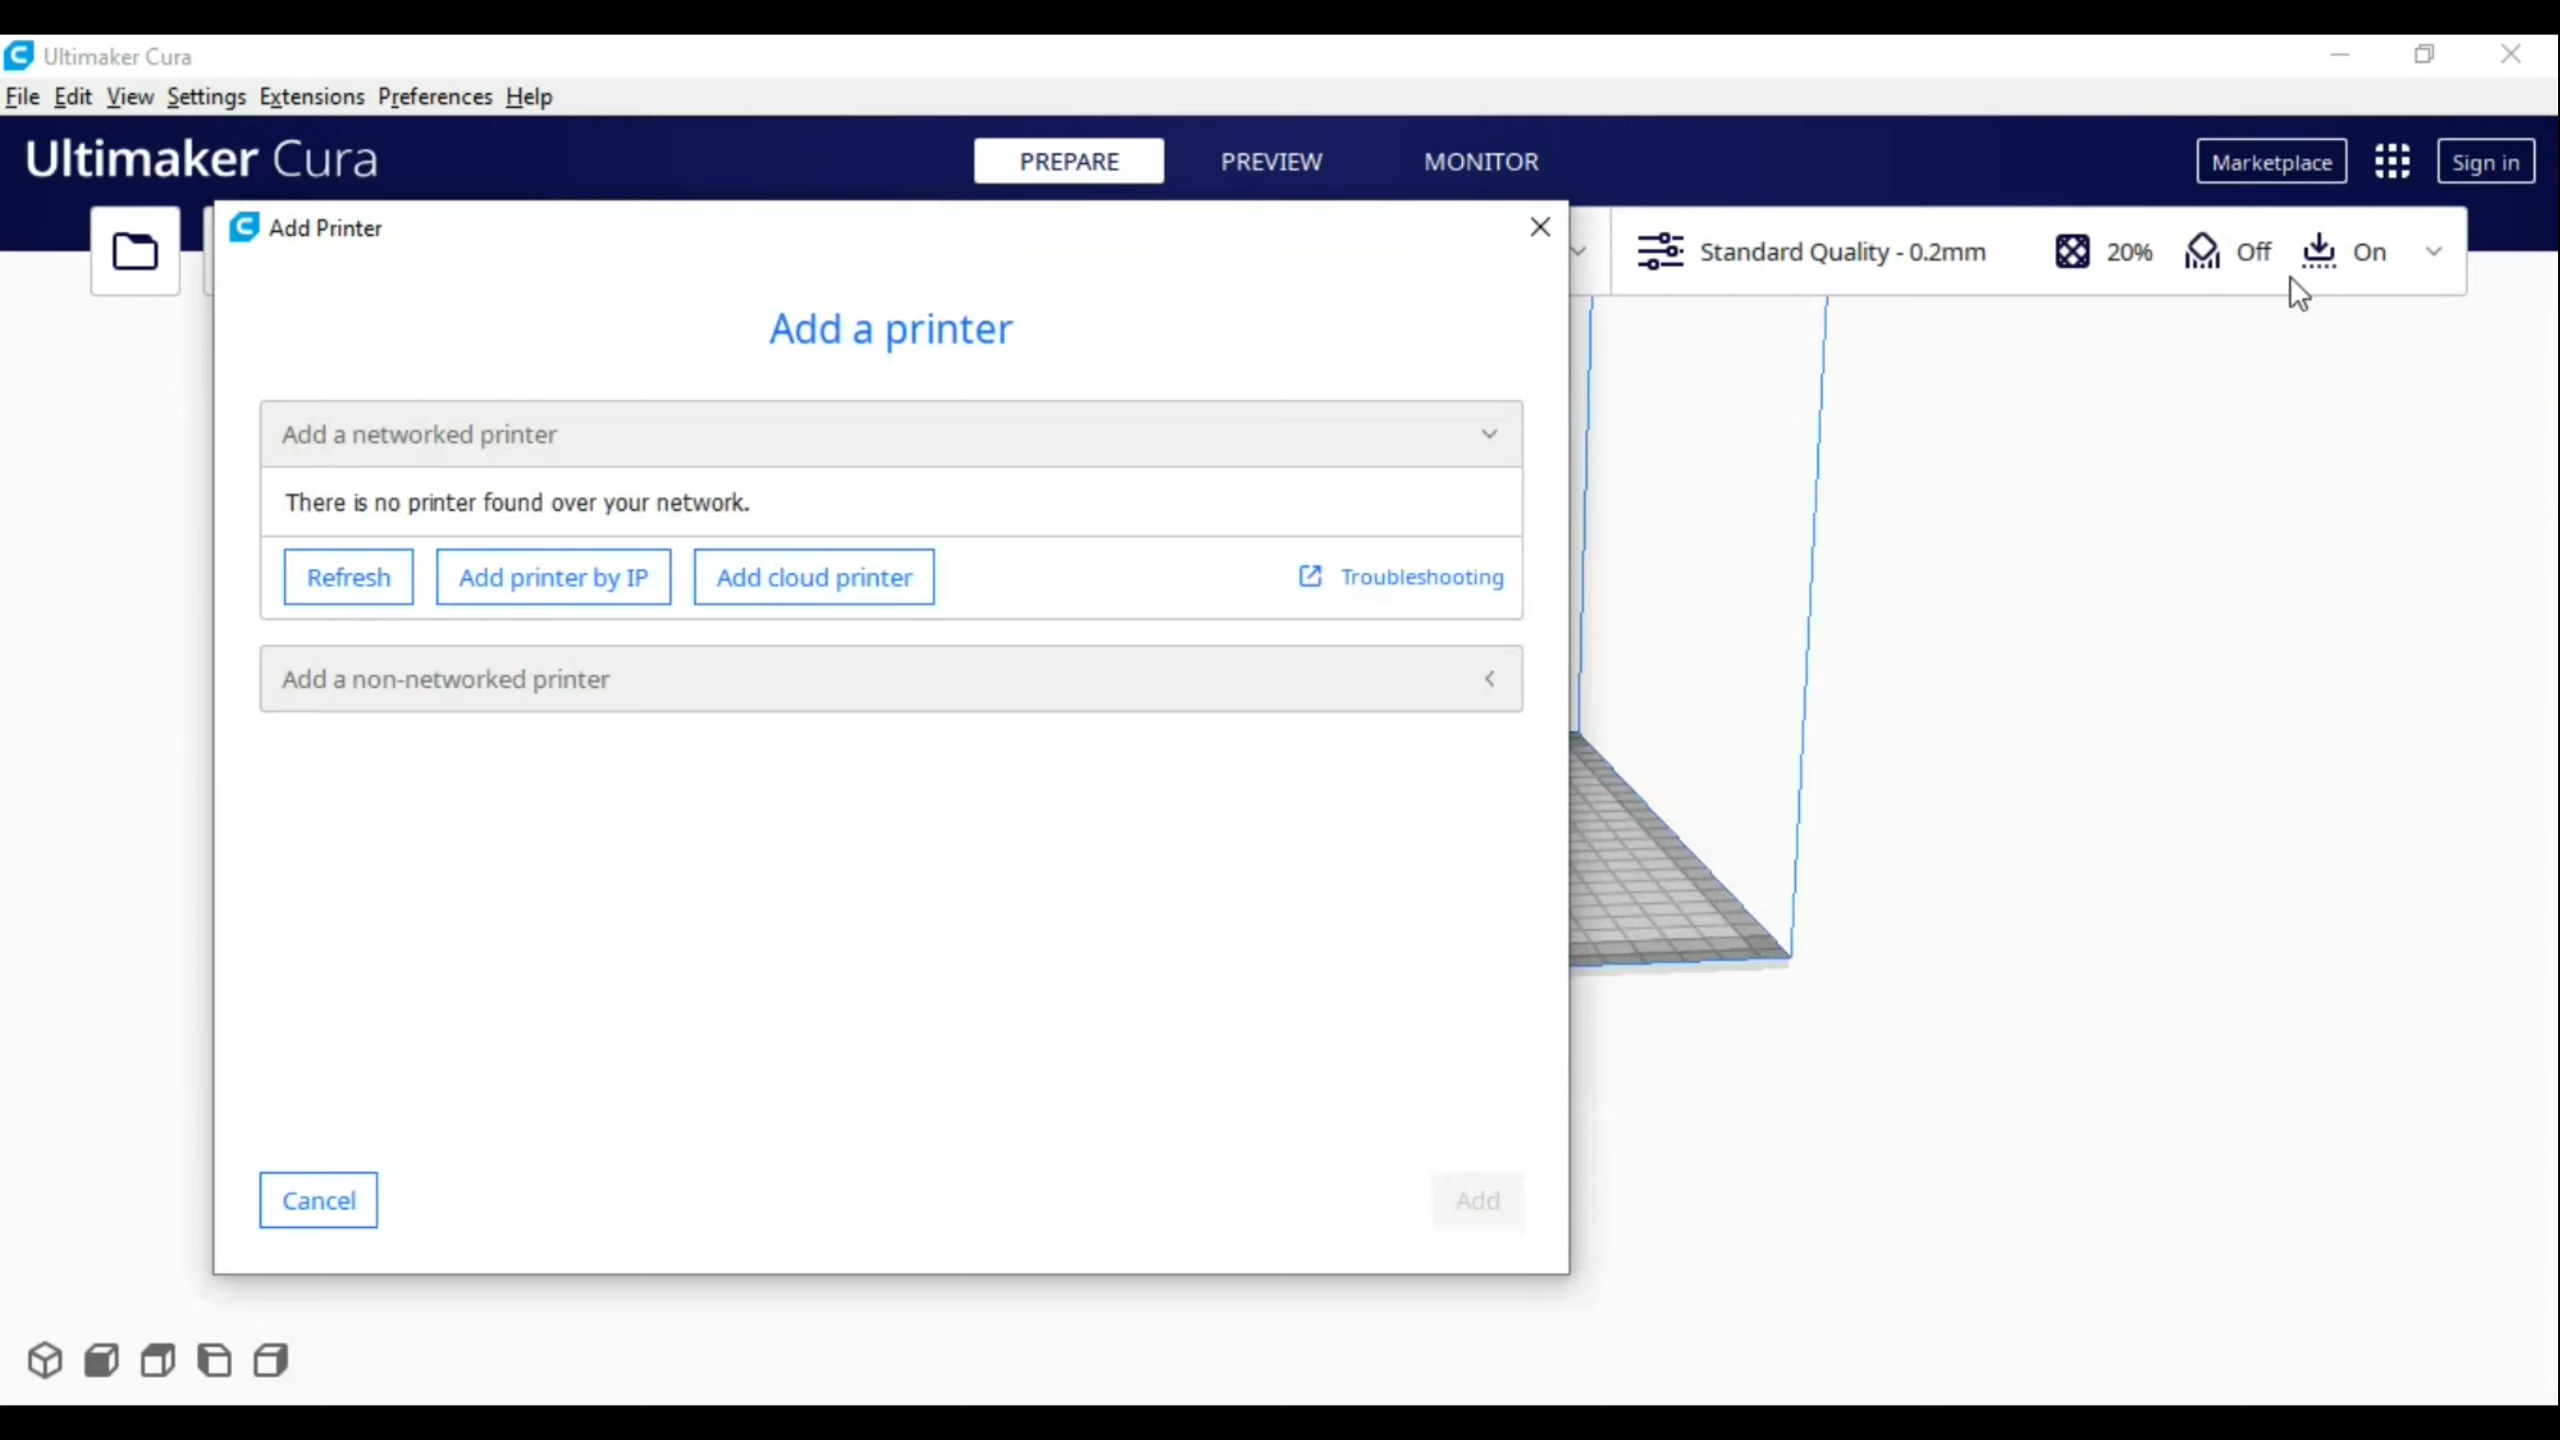 Ultimaker Cura
File Edit View Settings Extensions Preferences Help
Ultimaker Cura
PREPARE
PREVIEW
MONITOR
Marketplace
Sign in
Add Printer
Standard Quality - 0.2mm
20%
Off
On
Add a printer
Add a networked printer
There is no printer found over your network.
Refresh
Add printer by IP
Add cloud printer
Troubleshooting
Add a non-networked printer
Cancel
Add